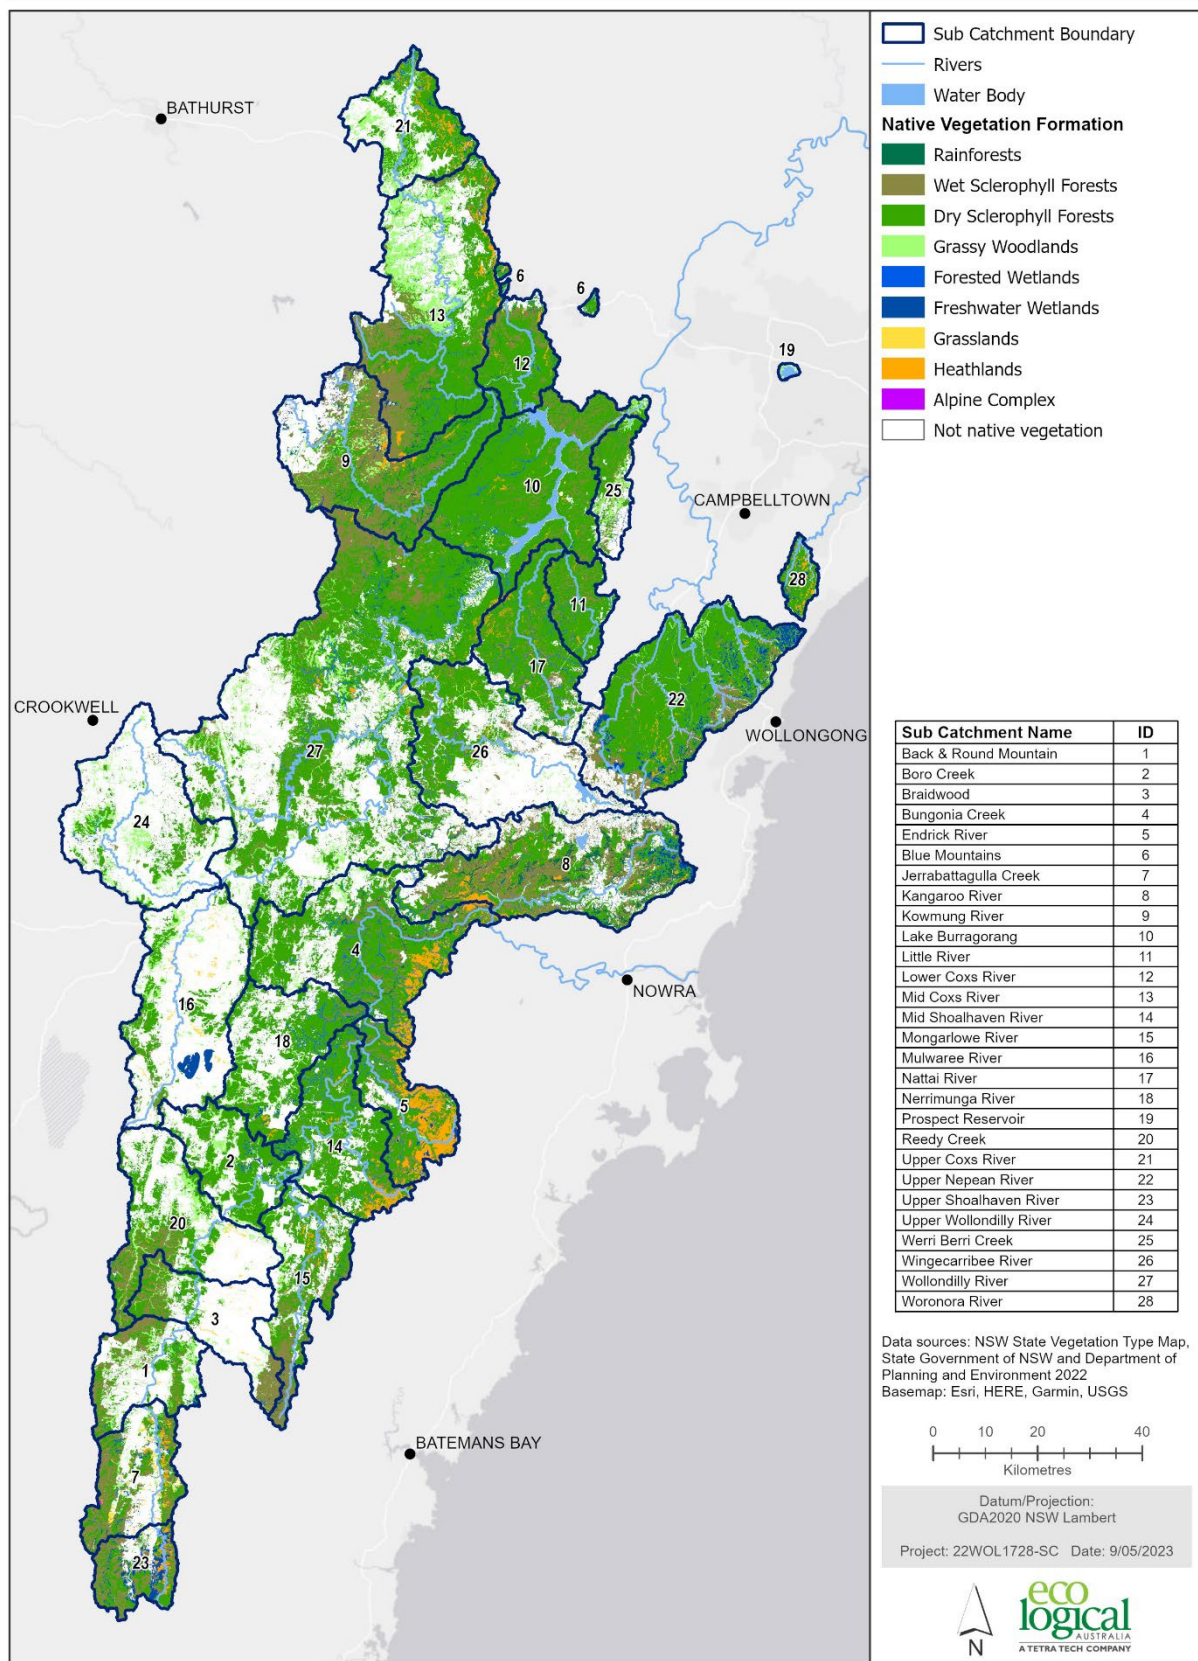 BATHURST
21
6
6
13
12
19
9
10
25
CAMPBELLTOWN
28
11
17
22
CROOKWELL
WOLLONGONG
27
26
24
8
4
NOWRA
16
18
5
14
2
20
15
3
1
BATEMANS BAY
7
23
Sub Catchment Boundary
Rivers
Water Body
Native Vegetation Formation
Rainforests
Wet Sclerophyll Forests
Dry Sclerophyll Forests
Grassy Woodlands
Forested Wetlands
Freshwater Wetlands
Grasslands
Heathlands
Alpine Complex
Not native vegetation
Sub Catchment Name ID
Back & Round Mountain 1
Boro Creek 2
Braidwood 3
Bungonia Creek 4
Endrick River 5
Blue Mountains 6
Jerrabattagulla Creek 7
Kangaroo River 8
Kowmung River 9
Lake Burragorang 10
Little River 11
Lower Coxs River 12
Mid Coxs River 13
Mid Shoalhaven River 14
Mongarlowe River 15
Mulwaree River 16
Nattai River 17
Nerrimunga River 18
Prospect Reservoir 19
Reedy Creek 20
Upper Coxs River 21
Upper Nepean River 22
Upper Shoalhaven River 23
Upper Wollondilly River 24
Werri Berri Creek 25
Wingecarribee River 26
Wollondilly River 27
Woronora River 28
Data sources: NSW State Vegetation Type Map,
State Government of NSW and Department of
Planning and Environment 2022
Basemap: Esri, HERE, Garmin, USGS
0 10 20 40
Kilometres
Datum/Projection:
GDA2020 NSW Lambert
Project: 22WOL1728-SC Date: 9/05/2023
N
eco
logical
AUSTRALIA
A TETRA TECH COMPANY